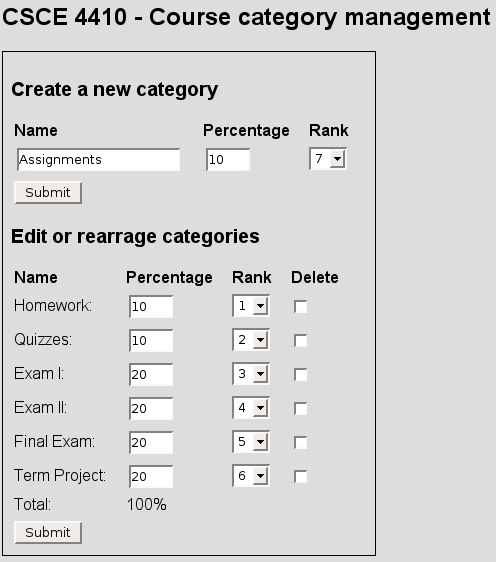 CSCE 4410 - Course category management
Create a new category
Name Percentage Rank
Assignments 10 7
Submit
Edit or rearrage categories
Name Percentage Rank Delete
Homework: 10 1
Quizzes: 10 2
Exam I: 20 3
Exam II: 20 4
Final Exam: 20 5
Term Project: 20 6
Total: 100%
Submit